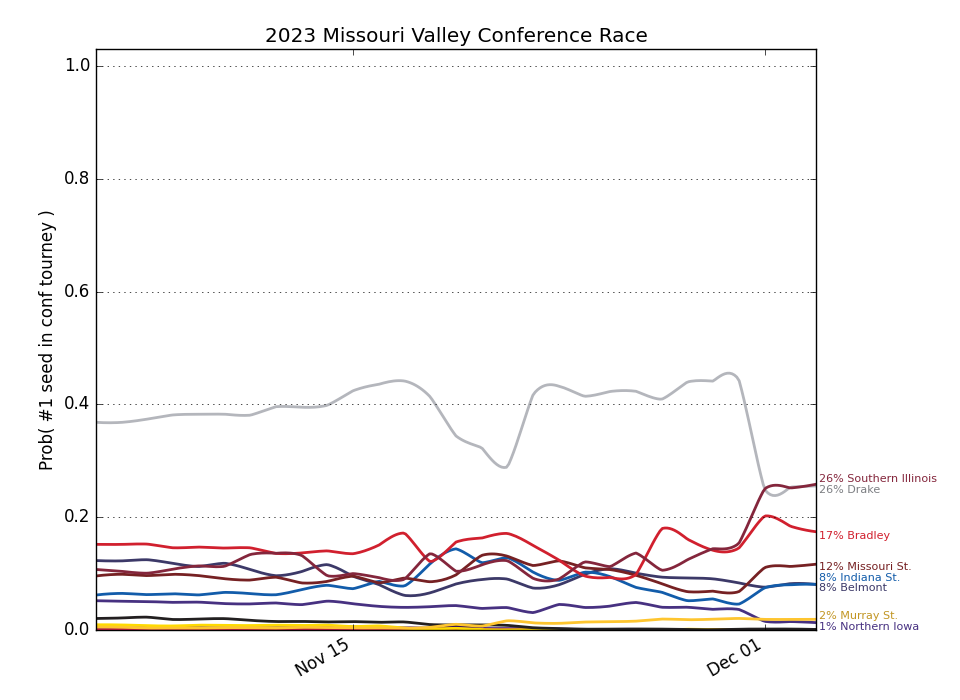 2023 Missouri Valley Conference Race
Prob( #1 seed in conf tourney )
1.0
0.8
0.6
0.4
0.2
0.0
Nov 15
Dec 01
26% Southern Illinois
26% Drake
17% Bradley
12% Missouri St.
8% Indiana St.
8% Belmont
2% Murray St.
1% Northern Iowa